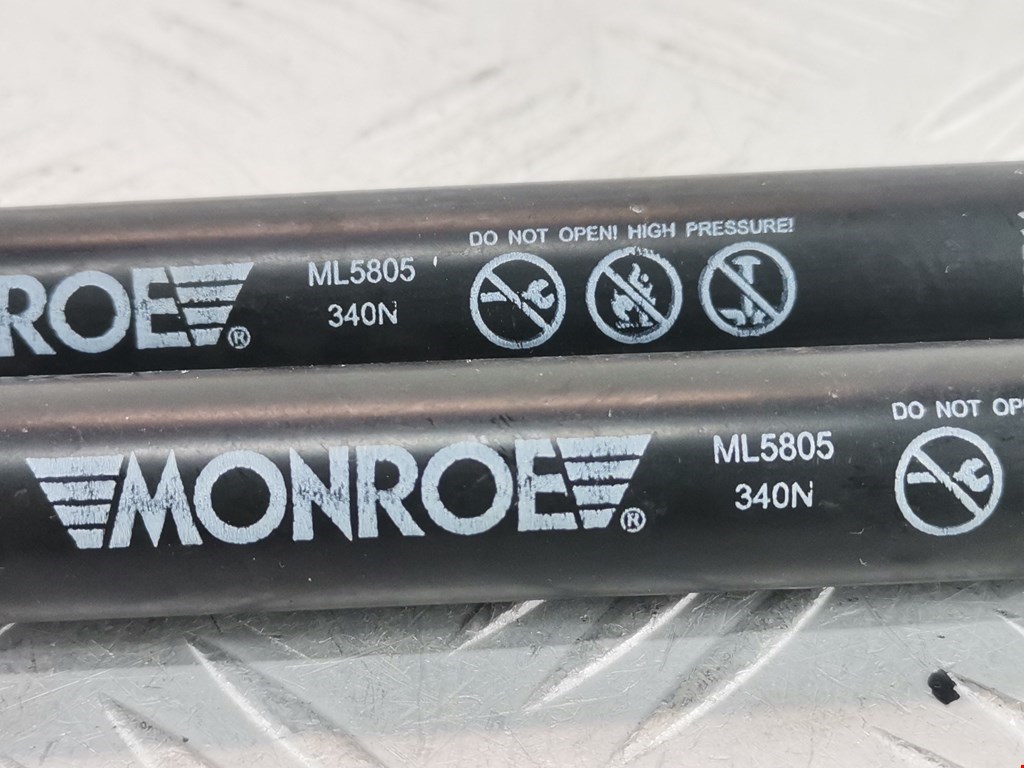 DO NOT OPEN! HIGH PRESSURE!
ROE®
ML5805
340N
DO NOT OP
MONROE®
ML5805
340N